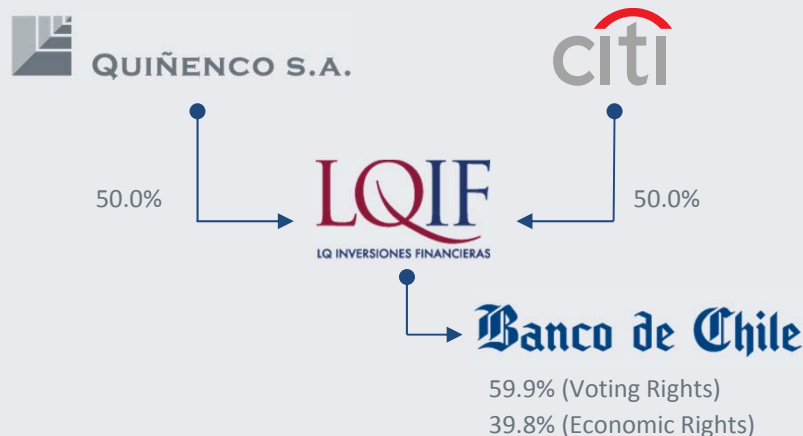 QUIÑENCO S.A.
citi
50.0%
LQIF
50.0%
LQ INVERSIONES FINANCIERAS
Banco de Chile
59.9% (Voting Rights)
39.8% (Economic Rights)